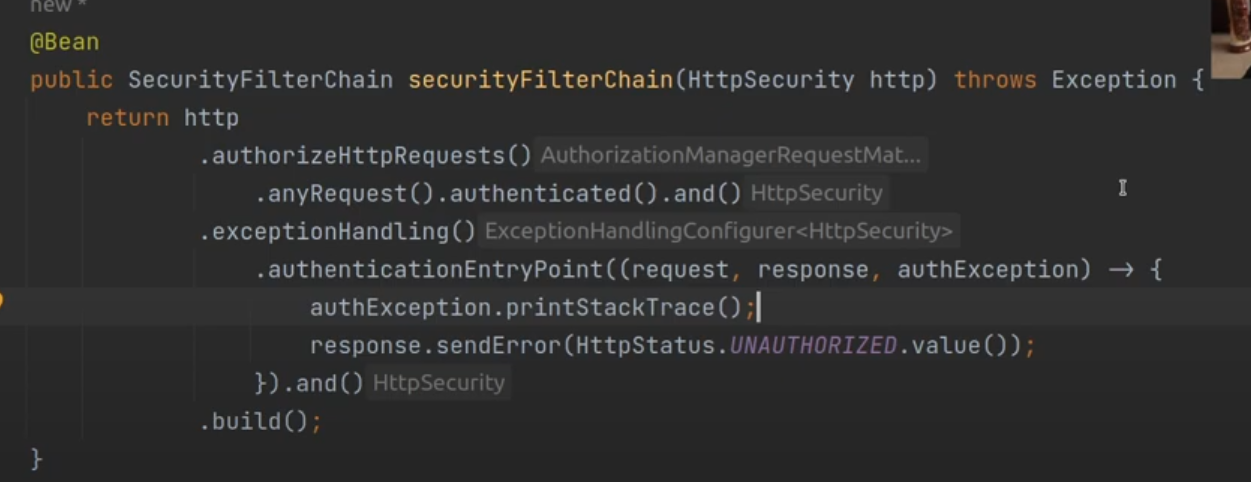 new *
@Bean
public SecurityFilterChain securityFilterChain(HttpSecurity http) throws Exception {
return http
.authorizeHttpRequests() AuthorizationManagerRequestMat...
.anyRequest().authenticated().and() HttpSecurity
.exceptionHandling() ExceptionHandlingConfigurer<HttpSecurity>
.authenticationEntryPoint((request, response, authException) → {
authException.printStackTrace();
response.sendError(HttpStatus.UNAUTHORIZED.value());
}).and() HttpSecurity
.build();
}